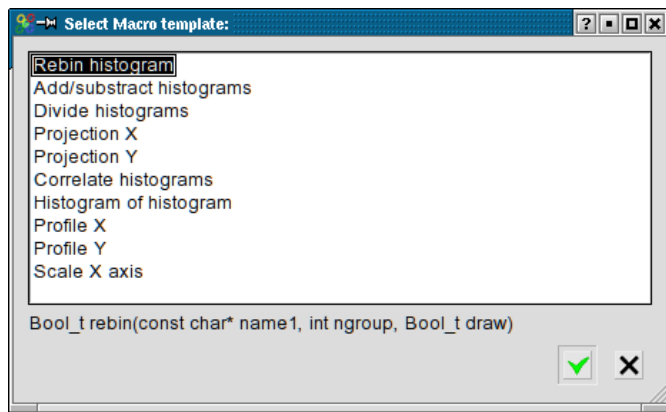 Select Macro template:
Rebin histogram
Add/substract histograms
Divide histograms
Projection X
Projection Y
Correlate histograms
Histogram of histogram
Profile X
Profile Y
Scale X axis
Bool_t rebin(const char* name1, int ngroup, Bool_t draw)